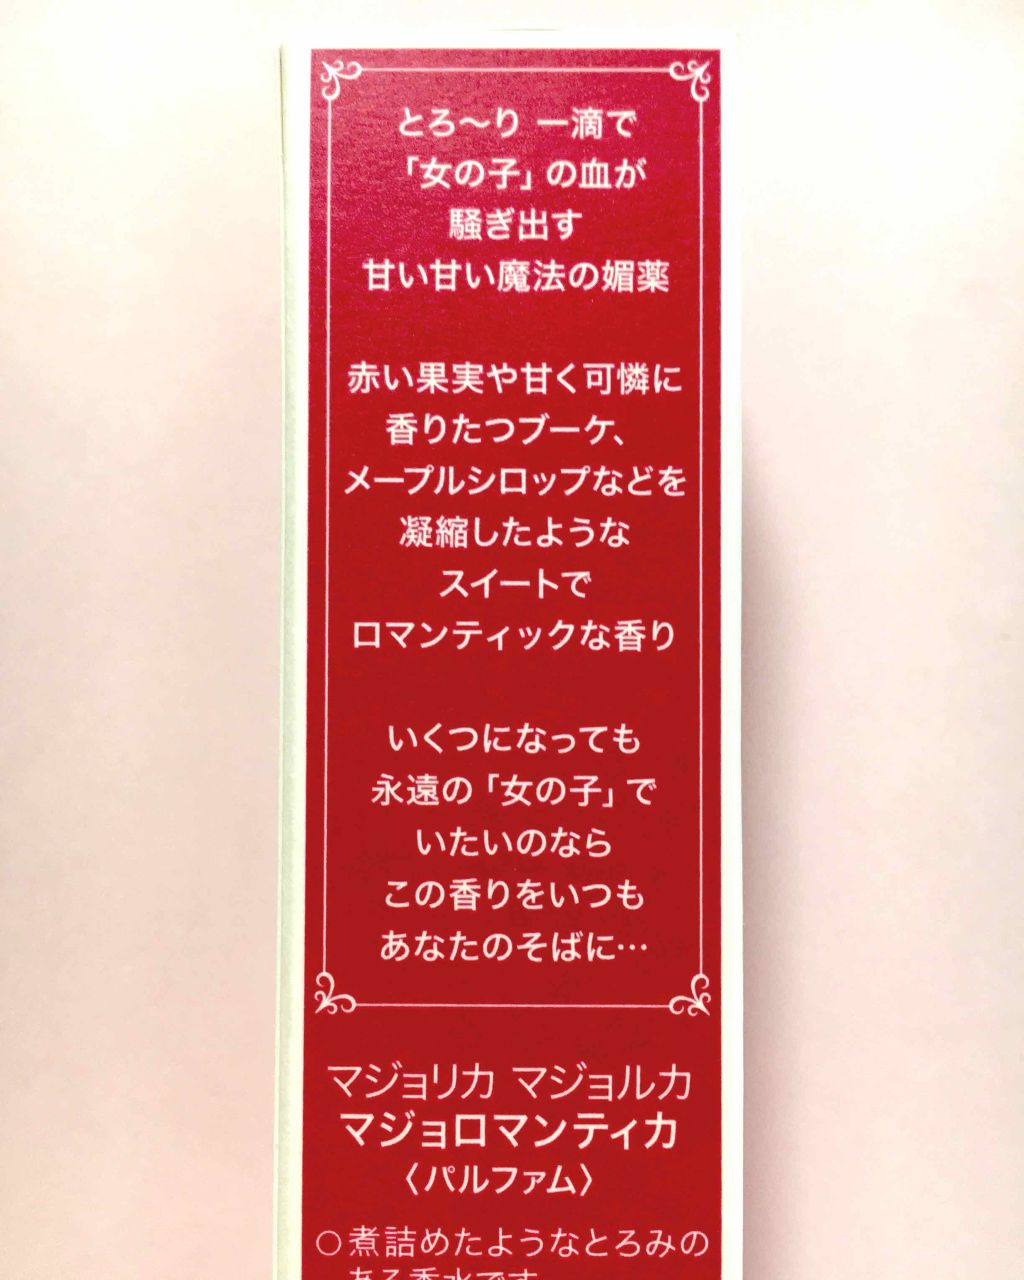 とろ～り 一滴で
「女の子」の血が
騒ぎ出す
甘い甘い魔法の媚薬
赤い果実や甘く可憐に
香りたつブーケ、
メープルシロップなどを
凝縮したような
スイートで
ロマンティックな香り
いくつになっても
永遠の「女の子」で
いたいのなら
この香りをいつも
あなたのそばに…
マジョリカ マジョルカ
マジョロマンティカ
〈パルファム〉
○煮詰めたようなとろみの
ある香水です